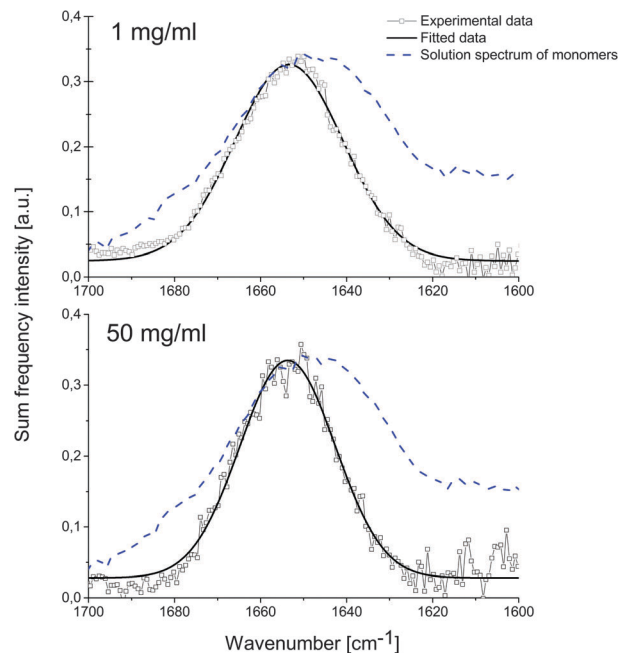 1 mg/ml
Experimental data
Fitted data
Solution spectrum of monomers
0,4
0,3
0,2
0,1
0,0
1700 1680 1660 1640 1620 1600
50 mg/ml
0,4
0,3
0,2
0,1
0,0
1700 1680 1660 1640 1620 1600
Sum frequency intensity [a.u.]
Wavenumber [cm-1]